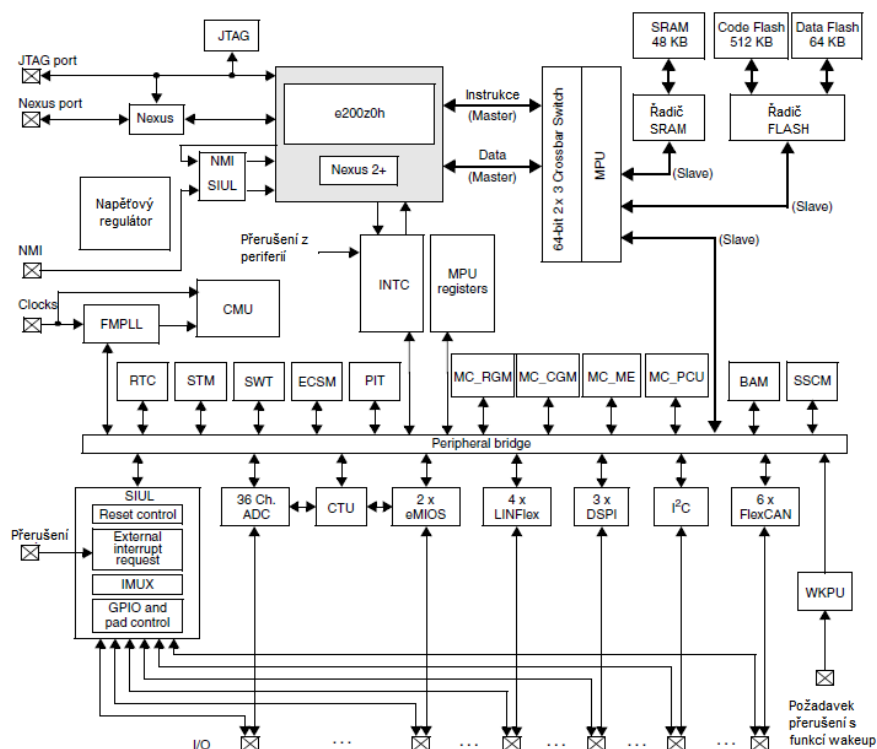 JTAG
SRAM
48 KB
Code Flash
512 KB
Data Flash
64 KB
JTAG port
Nexus port
Nexus
e200z0h
Nexus 2+
Instrukce
(Master)
Data
(Master)
64-bit 2 x 3 Crossbar Switch
MPU
Řadič
SRAM
Řadič
FLASH
(Slave)
(Slave)
(Slave)
NMI
SIUL
Napěťový
regulátor
NMI
Přerušení z
periferií
INTC
MPU
registers
Clocks
FMPLL
CMU
RTC
STM
SWT
ECSM
PIT
MC_RGM
MC_CGM
MC_ME
MC_PCU
BAM
SSCM
Peripheral bridge
SIUL
Reset control
External
interrupt
request
IMUX
GPIO and
pad control
Přerušení
36 Ch.
ADC
CTU
2 x
eMIOS
4 x
LINFlex
3 x
DSPI
I²C
6 x
FlexCAN
WKPU
I/O
... ... ... ... ...
Požadavek
přerušení s
funkcí wakeup